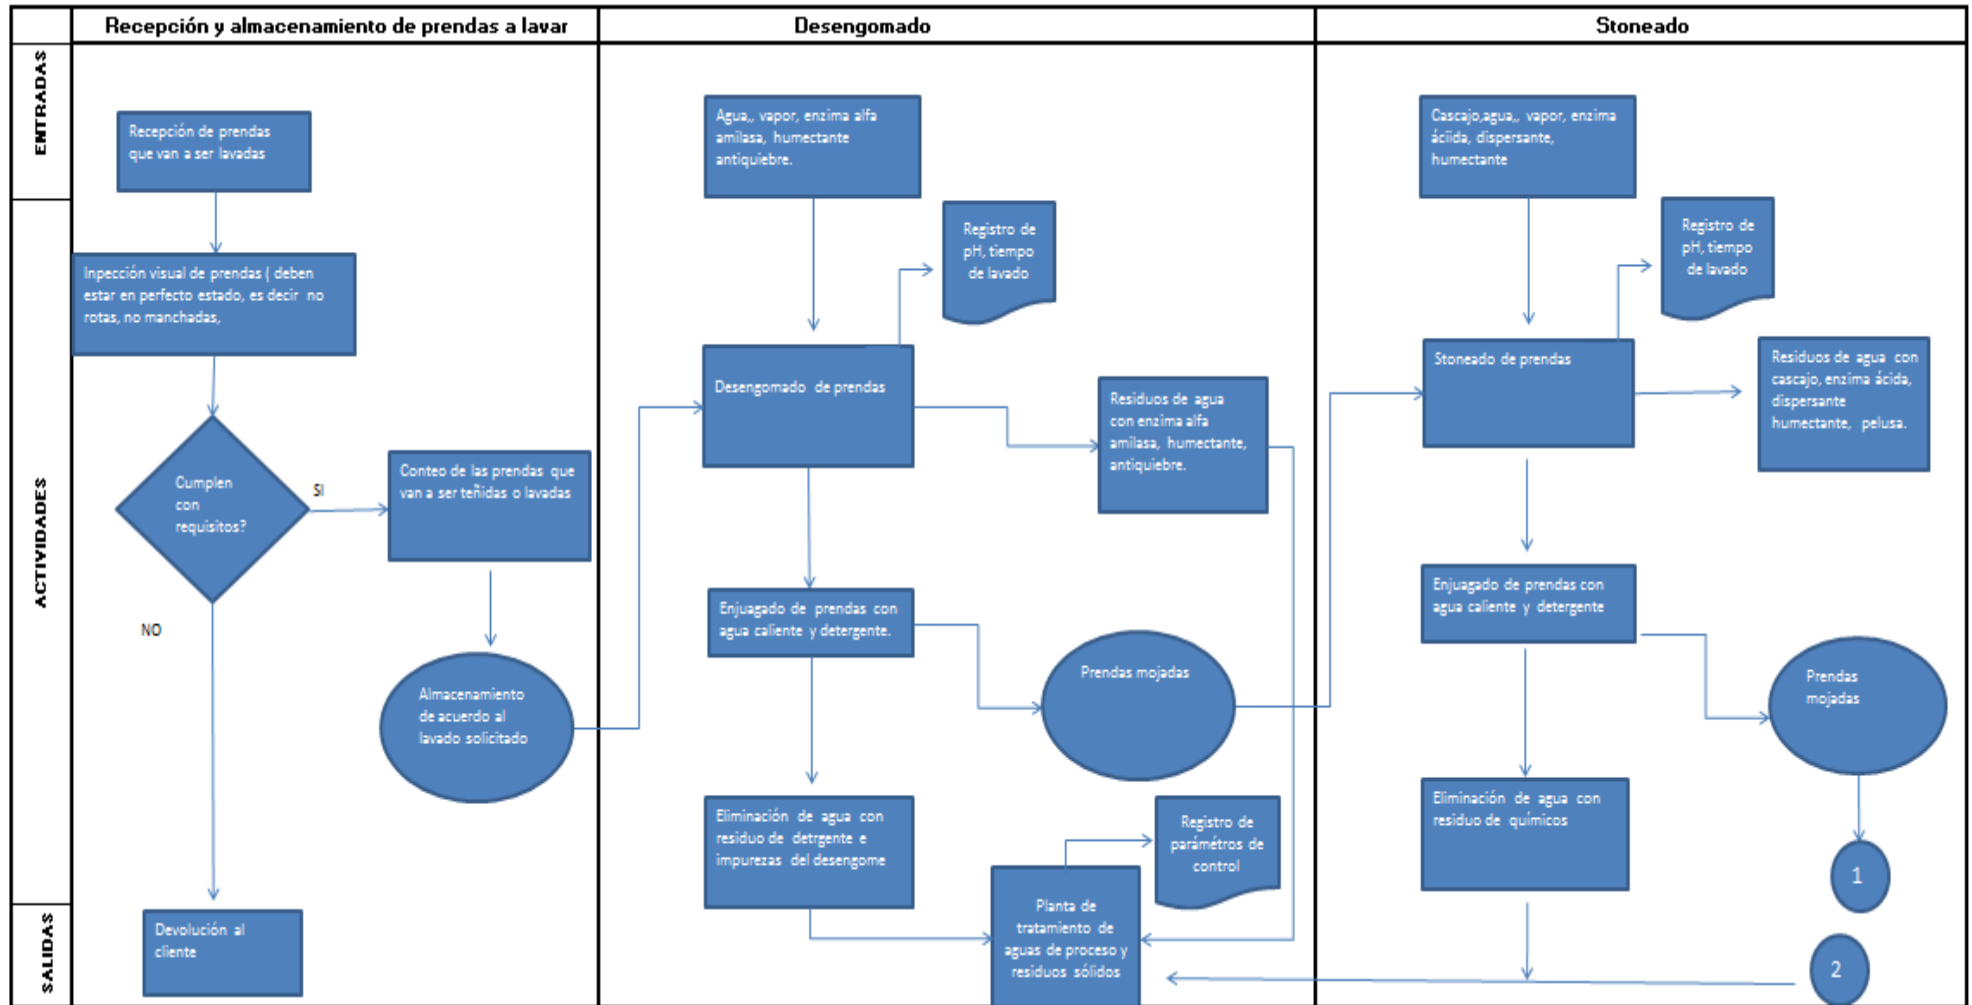 Recepción y almacenamiento de prendas a lavar
Desengomado
Stoneado
ENTRADAS
Recepción de prendas
que van a ser lavadas
Agua,, vapor, enzima alfa
amilasa, humectante
antiquiebre.
Cascajo,agua,, vapor, enzima
áciida, dispersante,
humectante
ACTIVIDADES
Inpección visual de prendas ( deben
estar en perfecto estado, es decir no
rotas, no manchadas,
Cumplen
con
requisitos?
SI
NO
Conteo de las prendas que
van a ser teñidas o lavadas
Almacenamiento
de acuerdo al
lavado solicitado
Registro de
pH, tiempo
de lavado
Desengomado de prendas
Residuos de agua
con enzima alfa
amilasa, humectante,
antiquiebre.
Enjuagado de prendas con
agua caliente y detergente.
Prendas mojadas
Eliminación de agua con
residuo de detrgente e
impurezas del desengome
Registro de
parámétros de
control
Registro de
pH, tiempo
de lavado
Stoneado de prendas
Residuos de agua con
cascajo, enzima ácida,
dispersante
humectante, pelusa.
Enjuagado de prendas con
agua caliente y detergente
Prendas
mojadas
Eliminación de agua con
residuo de químicos
1
SALIDAS
Devolución al
cliente
Planta de
tratamiento de
aguas de proceso y
residuos sólidos
2